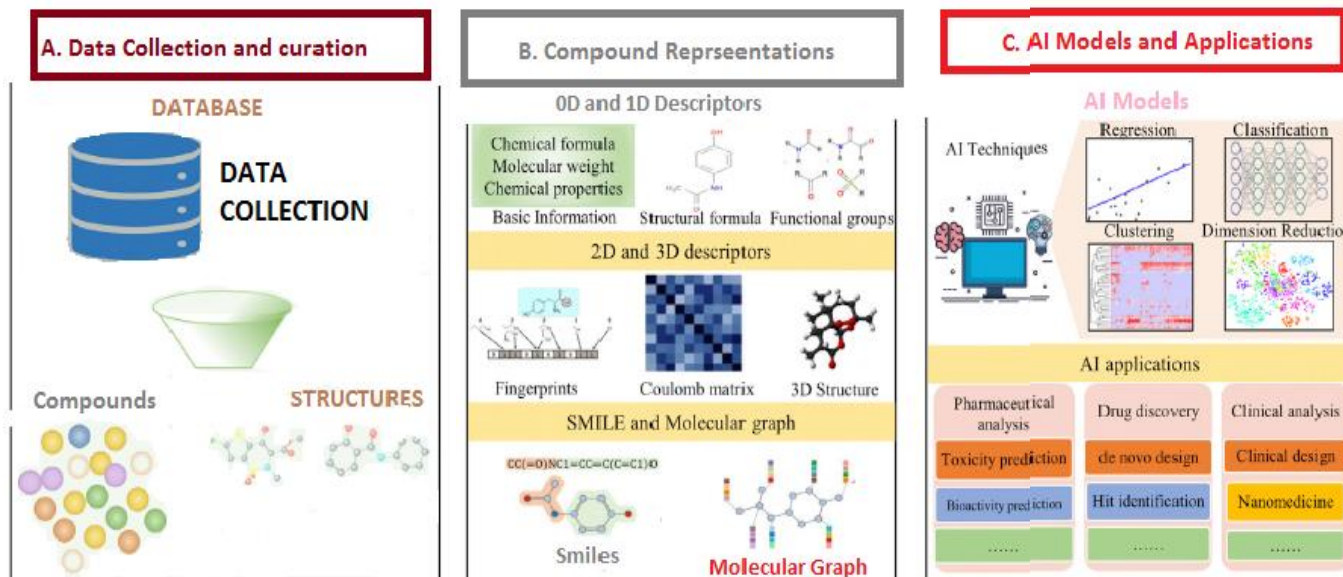 A. Data Collection and curation
DATABASE
DATA
COLLECTION
Compounds
STRUCTURES
B. Compound Reprseentations
0D and 1D Descriptors
Chemical formula
Molecular weight
Chemical properties
Basic Information
Structural formula
Functional groups
2D and 3D descriptors
Fingerprints
Coulomb matrix
3D Structure
SMILE and Molecular graph
CC(=O)NC1=CC=C(C=C1)O
Smiles
Molecular Graph
C. AI Models and Applications
AI Models
AI Techniques
Regression
Classification
Clustering
Dimension Reduction
AI applications
Pharmaceutical
analysis
Toxicity prediction
Bioactivity prediction
......
Drug discovery
de novo design
Hit identification
......
Clinical analysis
Clinical design
Nanomedicine
......